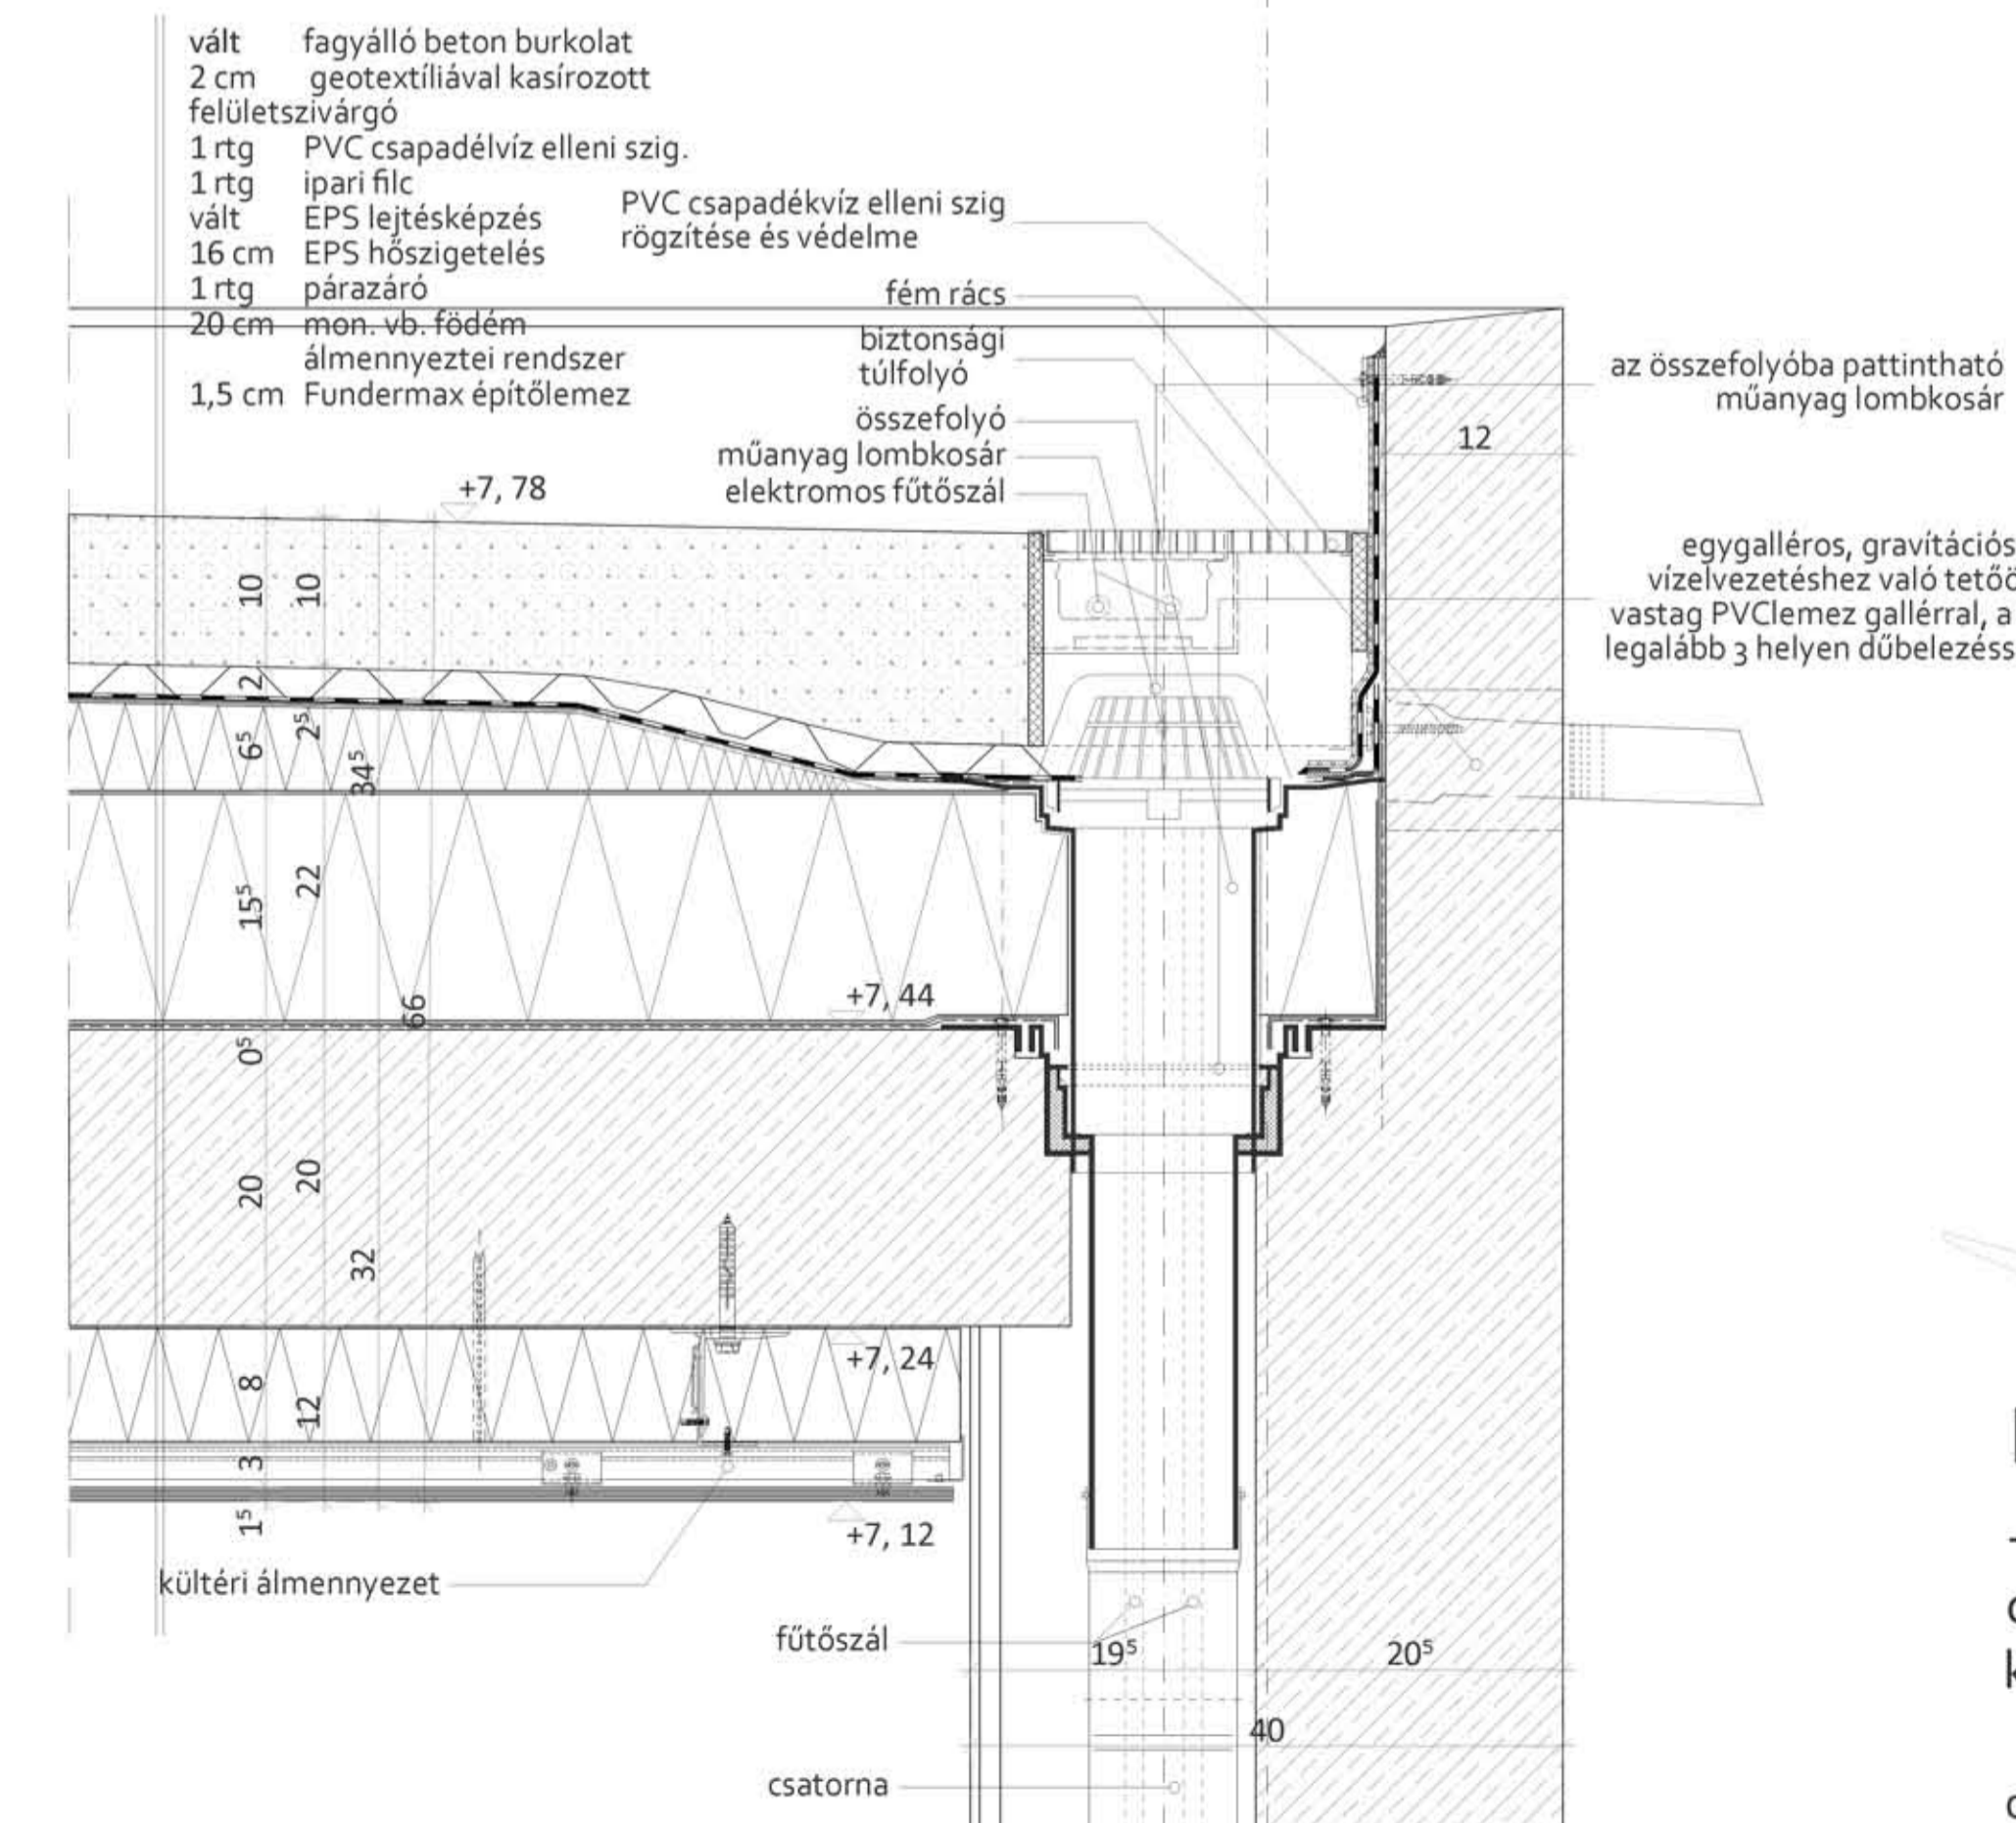 vált fagyálló beton burkolat
2 cm geotextíliával kasírozott
felületszivárgó
1 rtg PVC csapadélvíz elleni szig.
1 rtg ipari filc
vált EPS lejtésképzés
16 cm EPS hőszigetelés
1 rtg párazáró
20 cm mon. vb. födém
álmennyeztei rendszer
1,5 cm Fundermax építőlemez
PVC csapadékvíz elleni szig
rögzítése és védelme
fém rács
biztonsági
túlfolyó
összefolyó
műanyag lombkosár
elektromos fűtőszál
az összefolyóba pattintható
műanyag lombkosár
12
egygalléros, gravítációs
vízelvezetéshez való tetőö
vastag PVClemez gallérral, a
legalább 3 helyen dűbelezéss
+7, 78
10
10
2
2⁵
6⁵
34⁵
15⁵
22
+7, 44
66
0⁵
20
20
32
+7, 24
8
12
3
1⁵
+7, 12
kültéri álmennyezet
fűtőszál
19⁵
20⁵
40
csatorna